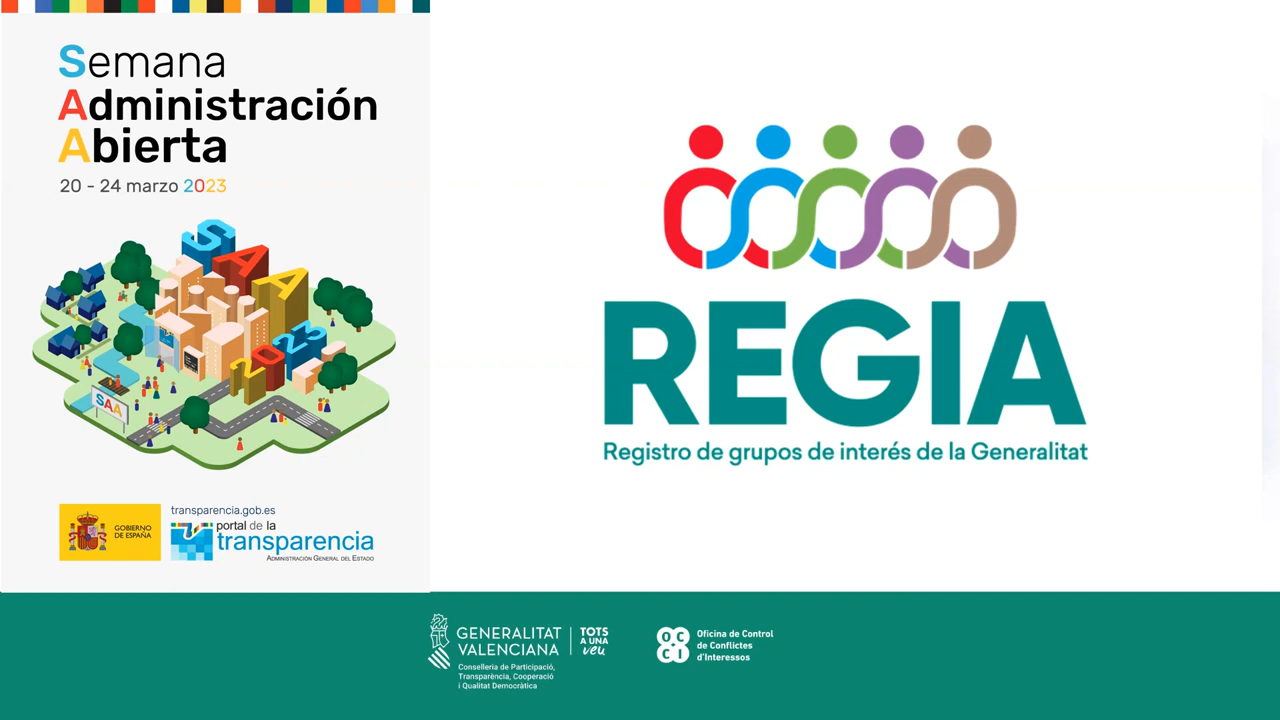 Semana
Administración
Abierta
20 - 24 marzo 2023
SAA
2023
SAA
GOBIERNO
DE ESPAÑA
transparencia.gob.es
portal de la
transparencia
ADMINISTRACIÓN GENERAL DEL ESTADO
REGIA
Registro de grupos de interés de la Generalitat
GENERALITAT
VALENCIANA
Conselleria de Participació,
Transparència, Cooperació
i Qualitat Democràtica
TOTS
A UNA
veu
OC
CI
Oficina de Control
de Conflictes
d'Interessos